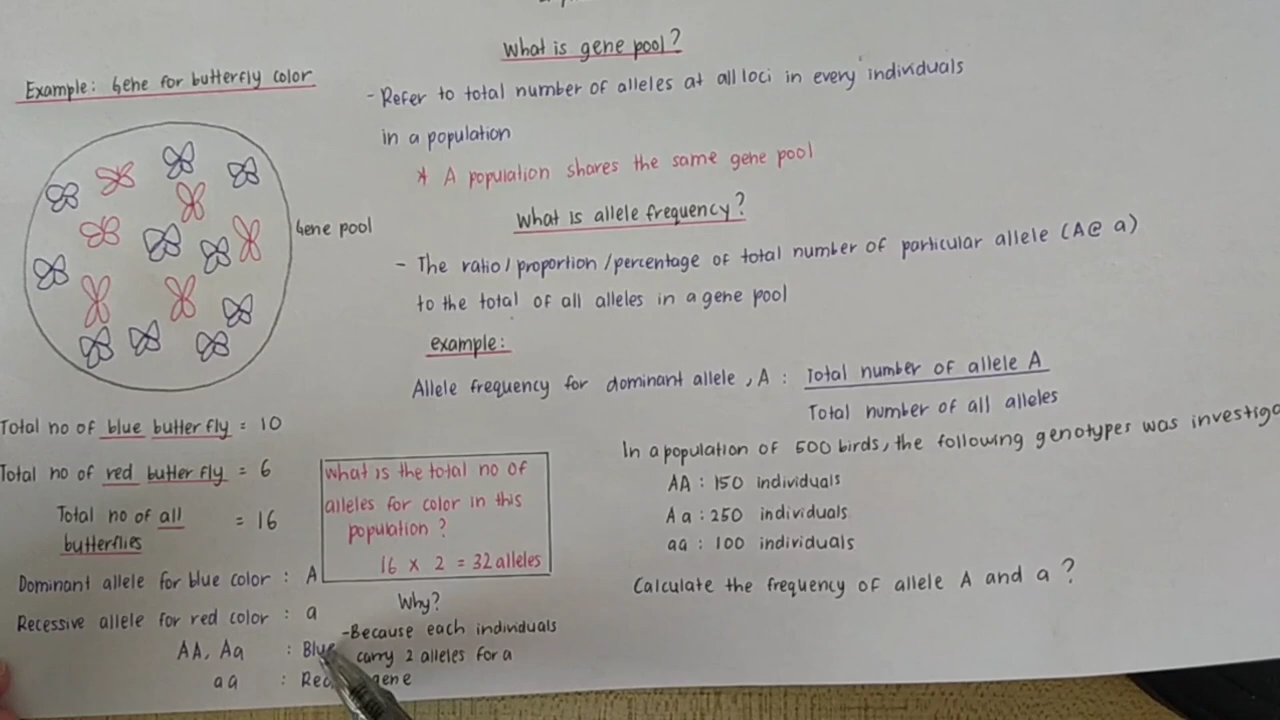 What is gene pool?
Example: Gene for butterfly color
- Refer to total number of alleles at all loci in every individuals
in a population
* A population shares the same gene pool
Gene pool
What is allele frequency?
- The ratio/proportion/percentage of total number of particular allele (A@ a)
to the total of all alleles in a gene pool
example:
Allele frequency for dominant allele, A : Total number of allele A
Total number of all alleles
Total no of blue butterfly = 10
Total no of red butterfly = 6
Total no of all = 16
butterflies
Dominant allele for blue color : A
Recessive allele for red color : a
AA, Aa : Blue
aa : Red
What is the total no of
alleles for color in this
population?
16 x 2 = 32 alleles
Why?
-Because each individuals
carry 2 alleles for a
gene
In a population of 500 birds, the following genotypes was
AA : 150 individuals
Aa : 250 individuals
aa : 100 individuals
Calculate the frequency of allele A and a?